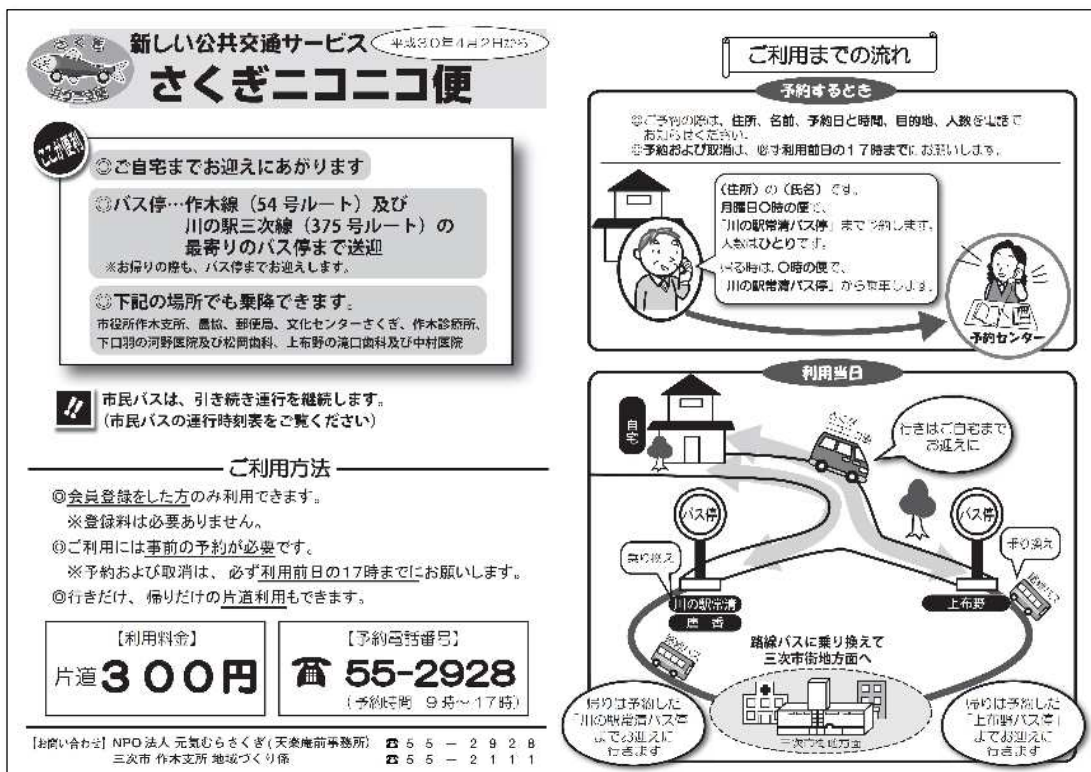 さくぎ
ニコニコ便
新しい公共交通サービス
平成30年4月2日から
さくぎニコニコ便
ここが便利
◎ご自宅までお迎えにあがります
◎バス停…作木線（54号ルート）及び
川の駅三次線（375号ルート）の
最寄りのバス停まで送迎
※お帰りの際も、バス停までお迎えします。
◎下記の場所でも乗降できます。
市役所作木支所、農協、郵便局、文化センターさくぎ、作木診療所、
下口羽の河野医院及び松岡歯科、上布野の滝口歯科及び中村医院
!!
市民バスは、引き続き運行を継続します。
（市民バスの運行時刻表をご覧ください）
ご利用方法
◎会員登録をした方のみ利用できます。
※登録料は必要ありません。
◎ご利用には事前の予約が必要です。
※予約および取消は、必ず利用前日の17時までにお願いします。
◎行きだけ、帰りだけの片道利用もできます。
【利用料金】
片道300円
【予約電話番号】
☎55-2928
（予約時間 9時～17時）
【お問い合わせ】NPO法人 元気むらさくぎ(天楽庵前事務所) ☎55－2928
三次市 作木支所 地域づくり係 ☎55－2111
ご利用までの流れ
予約するとき
◎ご予約の際は、住所、名前、予約日と時間、目的地、人数を電話で
お知らせください。
◎予約および取消は、必ず利用前日の17時までにお願いします。
（住所）の（氏名）です。
月曜日〇時の便で、
「川の駅常清バス停」まで予約します。
人数はひとりです。
帰る時は、〇時の便で、
「川の駅常清バス停」から乗車します。
予約センター
利用当日
自宅
行きはご自宅まで
お迎えに
バス停
バス停
乗り換え
乗り換え
川の駅常清
唐香
上布野
路線バス
路線バス
路線バスに乗り換えて
三次市街地方面へ
三次市街地方面
帰りは予約した
「川の駅常清バス停」
までお迎えに
行きます
帰りは予約した
「上布野バス停」
までお迎えに
行きます